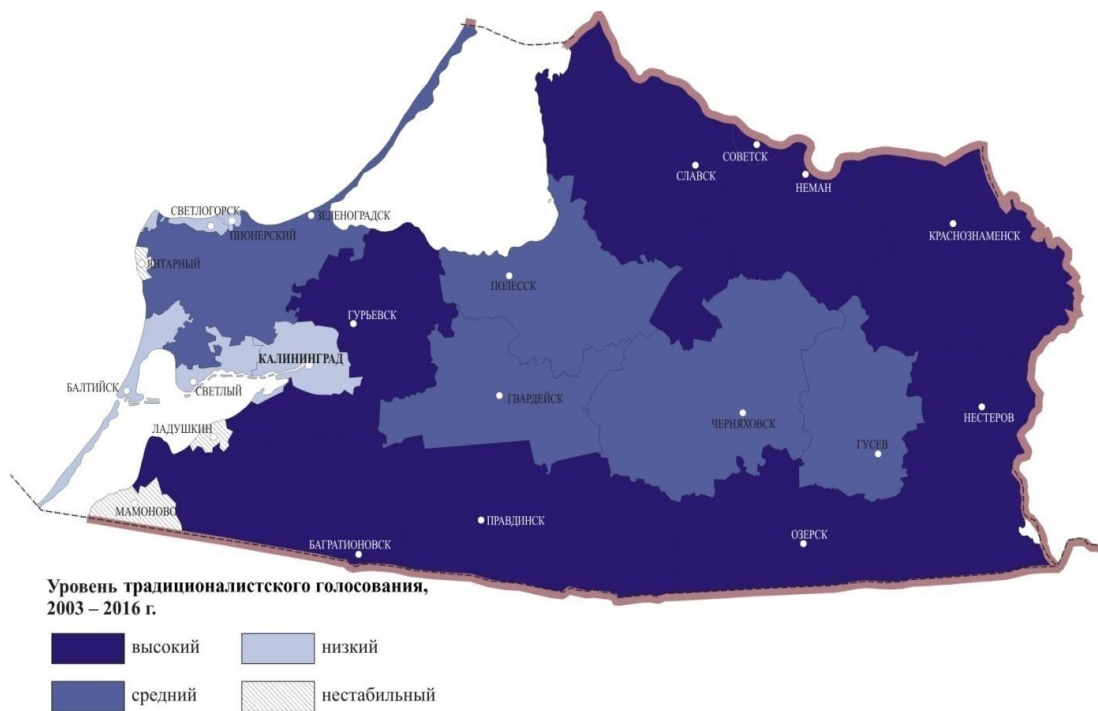 СОВЕТСК
СЛАВСК
НЕМАН
СВЕТЛОГОРСК
ЗЕЛЕНОГРАДСК
ПИОНЕРСКИЙ
КРАСНОЗНАМЕНСК
ЯНТАРНЫЙ
ПОЛЕССК
ГУРЬЕВСК
КАЛИНИНГРАД
БАЛТИЙСК
СВЕТЛЫЙ
ГВАРДЕЙСК
НЕСТЕРОВ
ЧЕРНЯХОВСК
ЛАДУШКИН
ГУСЕВ
МАМОНОВО
ПРАВДИНСК
ОЗЕРСК
БАГРАТИОНОВСК
Уровень традиционалистского голосования,
2003 – 2016 г.
высокий
низкий
средний
нестабильный